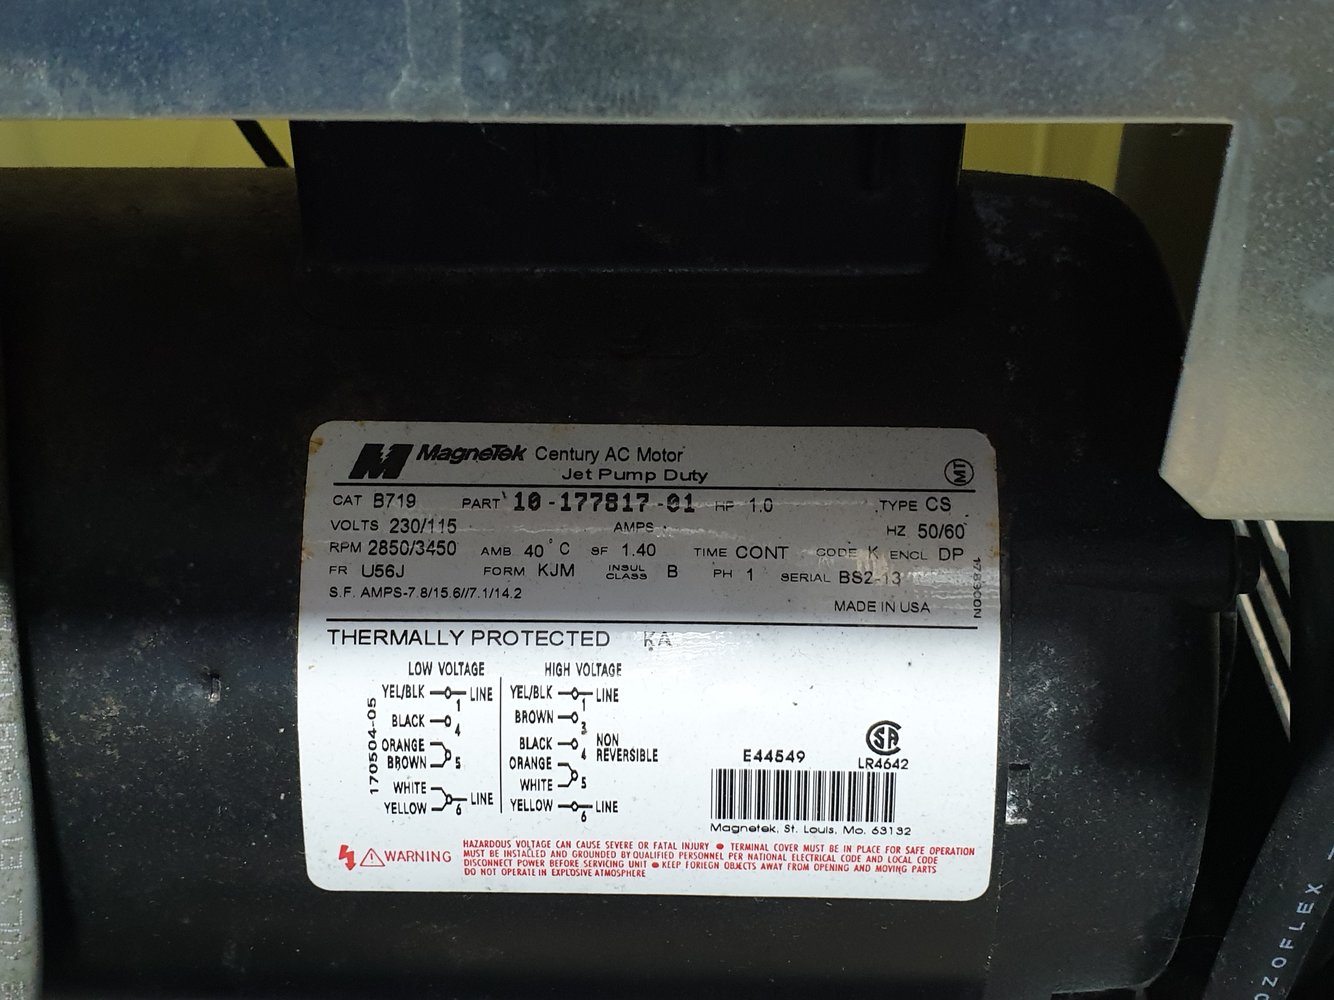 MagneTek Century AC Motor
Jet Pump Duty
MT
CAT B719 PART 10-177817-01 HP 1.0 TYPE CS
VOLTS 230/115 AMPS HZ 50/60
RPM 2850/3450 AMB 40°C SF 1.40 TIME CONT CODE K ENCL DP
FR U56J FORM KJM INSUL CLASS B PH 1 SERIAL BS2-13
S.F. AMPS-7.8/15.6//7.1/14.2
MADE IN USA
THERMALLY PROTECTED KA
170504-05
LOW VOLTAGE
YEL/BLK 1 LINE
BLACK 4
ORANGE
BROWN 5
WHITE
YELLOW 6 LINE
HIGH VOLTAGE
YEL/BLK 1 LINE
BROWN 3
BLACK 4 NON REVERSIBLE
ORANGE
WHITE 5
YELLOW 6 LINE
E44549
SA
LR4642
Magnetek, St. Louis, Mo. 63132
WARNING
HAZARDOUS VOLTAGE CAN CAUSE SEVERE OR FATAL INJURY ● TERMINAL COVER MUST BE IN PLACE FOR SAFE OPERATION
MUST BE INSTALLED AND GROUNDED BY QUALIFIED PERSONNEL PER NATIONAL ELECTRICAL CODE AND LOCAL CODE
DISCONNECT POWER BEFORE SERVICING UNIT ● KEEP FORIEGN OBJECTS AWAY FROM OPENING AND MOVING PARTS
DO NOT OPERATE IN EXPLOSIVE ATMOSPHERE
OZOFLEX